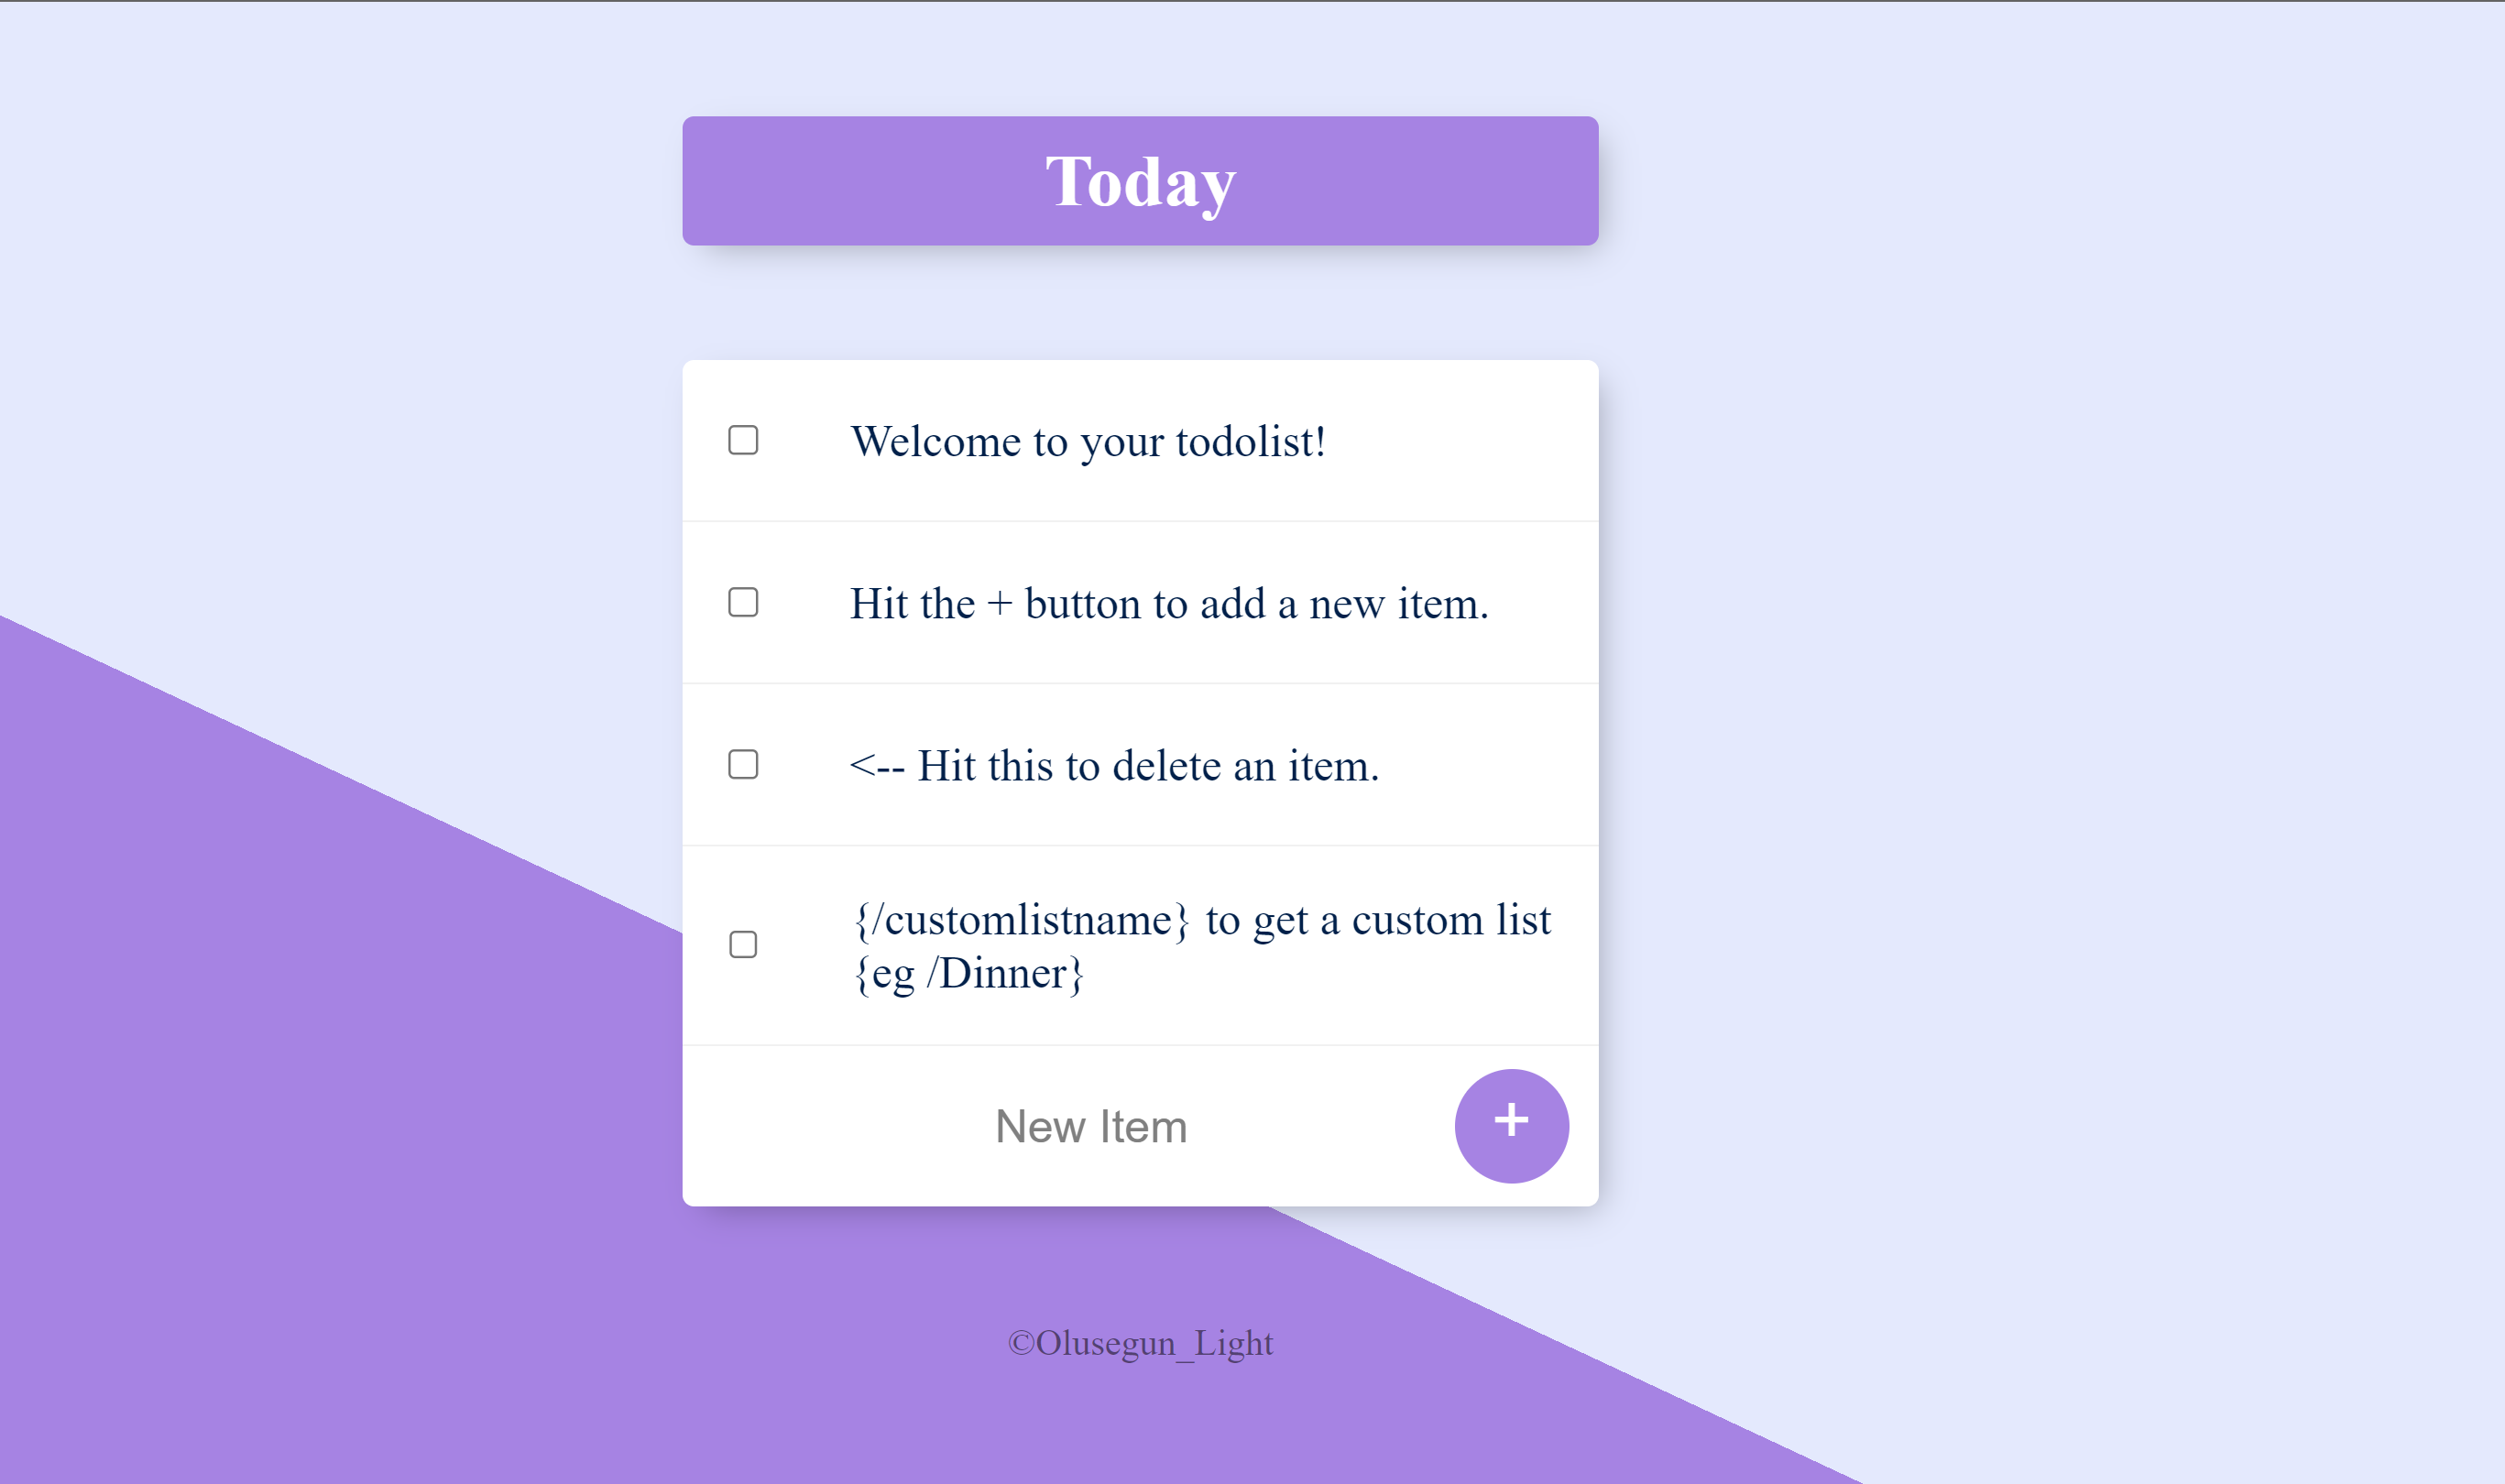 Today
Welcome to your todolist!
Hit the + button to add a new item.
<-- Hit this to delete an item.
{/customlistname} to get a custom list
{eg /Dinner}
New Item
+
©Olusegun_Light